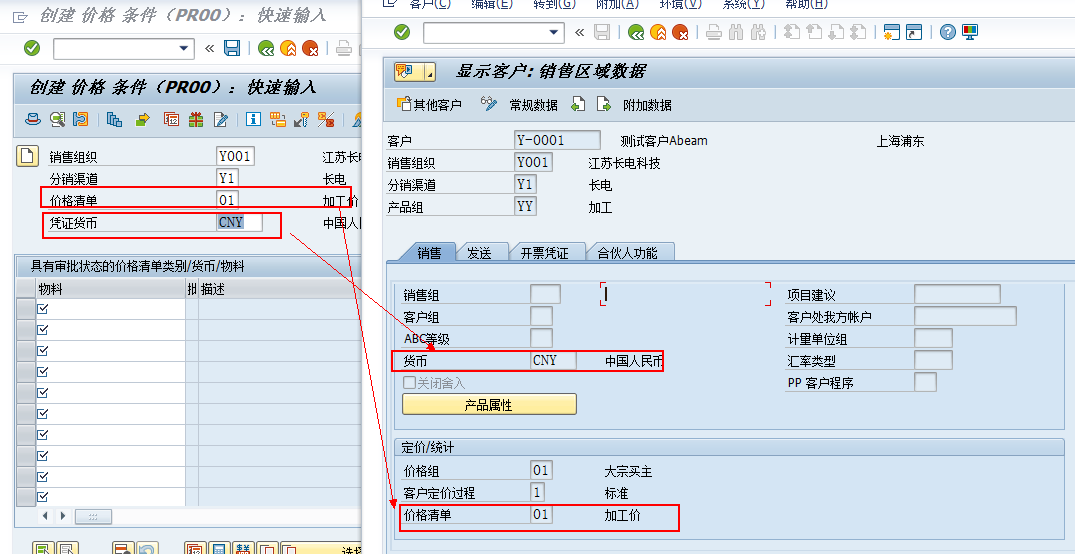 创建 价格 条件（PR00）：快速输入
创建 价格 条件（PR00）：快速输入
销售组织 Y001 江苏长电
分销渠道 Y1 长电
价格清单 01 加工价
凭证货币 CNY 中国人民
具有审批状态的价格清单类别/货币/物料
物料 批 描述
选择
客户(C) 编辑(E) 转到(G) 附加(A) 环境(V) 系统(Y) 帮助(H)
显示客户: 销售区域数据
其他客户 常规数据 附加数据
客户 Y-0001 测试客户Abeam 上海浦东
销售组织 Y001 江苏长电科技
分销渠道 Y1 长电
产品组 YY 加工
销售 发送 开票凭证 合伙人功能
销售组 项目建议
客户组 客户处我方帐户
ABC等级 计量单位组
货币 CNY 中国人民币 汇率类型
关闭舍入 PP 客户程序
产品属性
定价/统计
价格组 01 大宗买主
客户定价过程 1 标准
价格清单 01 加工价